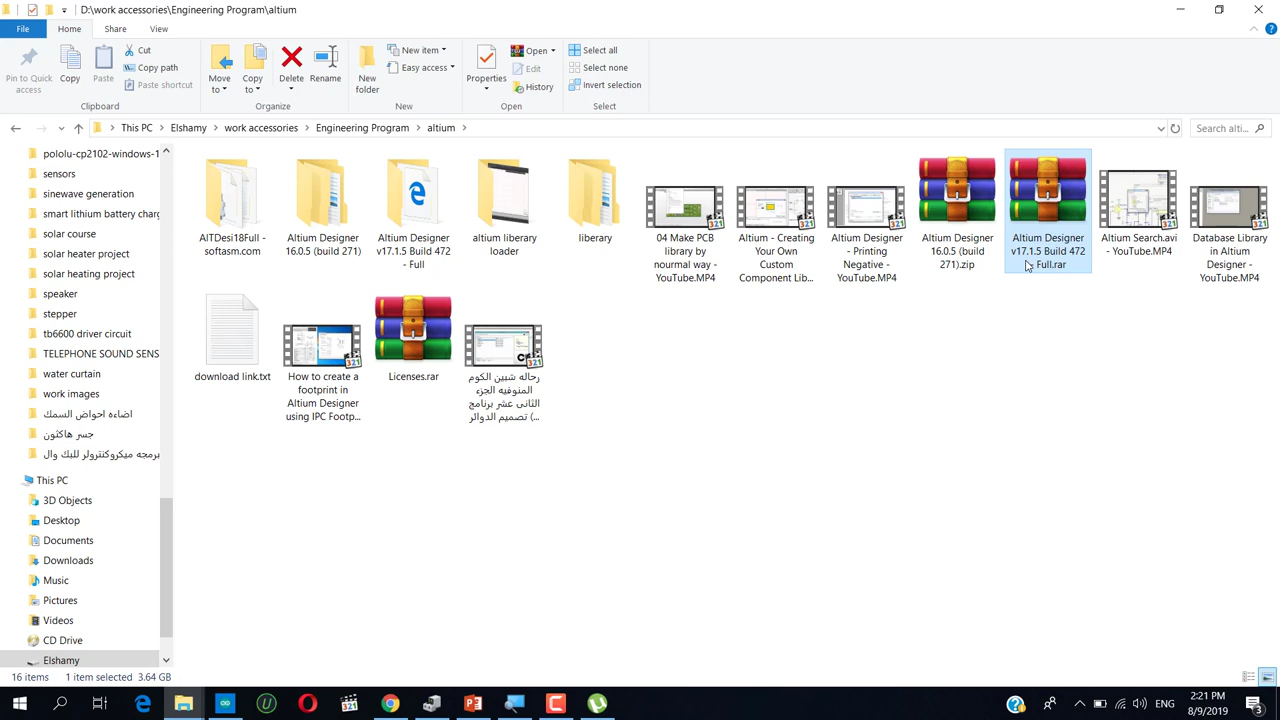 D:\work accessories\Engineering Program\altium
File
Home
Share
View
Pin to Quick
access
Copy
Paste
Cut
Copy path
Paste shortcut
Clipboard
Move
to
Copy
to
Delete
Rename
Organize
New
folder
New item
Easy access
New
Properties
Open
Edit
History
Open
Select all
Select none
Invert selection
Select
This PC
Elshamy
work accessories
Engineering Program
altium
Search alti...
pololu-cp2102-windows-1
sensors
sinewave generation
smart lithium battery charg
solar course
solar heater project
solar heating project
speaker
stepper
tb6600 driver circuit
TELEPHONE SOUND SENS
water curtain
work images
اضاءه احواض السمك
جسر هاكثون
برمجه ميكروكنترولر للبك وال
This PC
3D Objects
Desktop
Documents
Downloads
Music
Pictures
Videos
CD Drive
Elshamy
AlTDesi18Full -
softasm.com
Altium Designer
16.0.5 (build 271)
Altium Designer
v17.1.5 Build 472
- Full
altium liberary
loader
liberary
04 Make PCB
library by
nourmal way -
YouTube.MP4
Altium - Creating
Your Own
Custom
Component Lib...
Altium Designer
- Printing
Negative -
YouTube.MP4
Altium Designer
16.0.5 (build
271).zip
Altium Designer
v17.1.5 Build 472
- Full.rar
Altium Search.avi
- YouTube.MP4
Database Library
in Altium
Designer -
YouTube.MP4
download link.txt
How to create a
footprint in
Altium Designer
using IPC Footp...
Licenses.rar
رحاله شبين الكوم
المنوفيه الجزء
الثانى عشر برنامج
تصميم الدوائر (...
16 items
1 item selected
3.64 GB
ENG
2:21 PM
8/9/2019
3